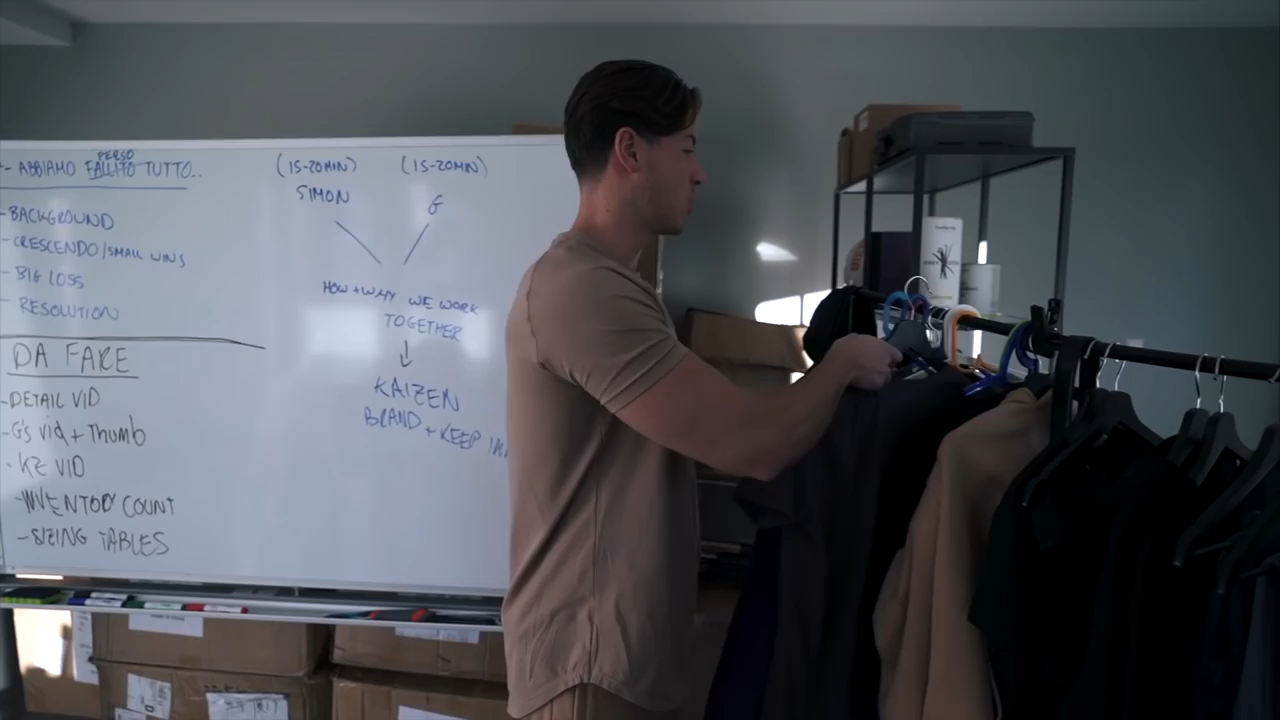 - ABBIAMO FALLITO TUTTO..
PERSO
- BACKGROUND
- CRESCENDO/SMALL WINS
- BIG LOSS
- RESOLUTION
DA FARE
- DETAIL VID
- G'S Vid + Thumb
- KZ VID
- INVENTORY COUNT
- SIZING TABLES
(15-20MIN) (15-20MIN)
SIMON G
HOW + WHY WE WORK
TOGETHER
KAIZEN
BRAND + KEEP